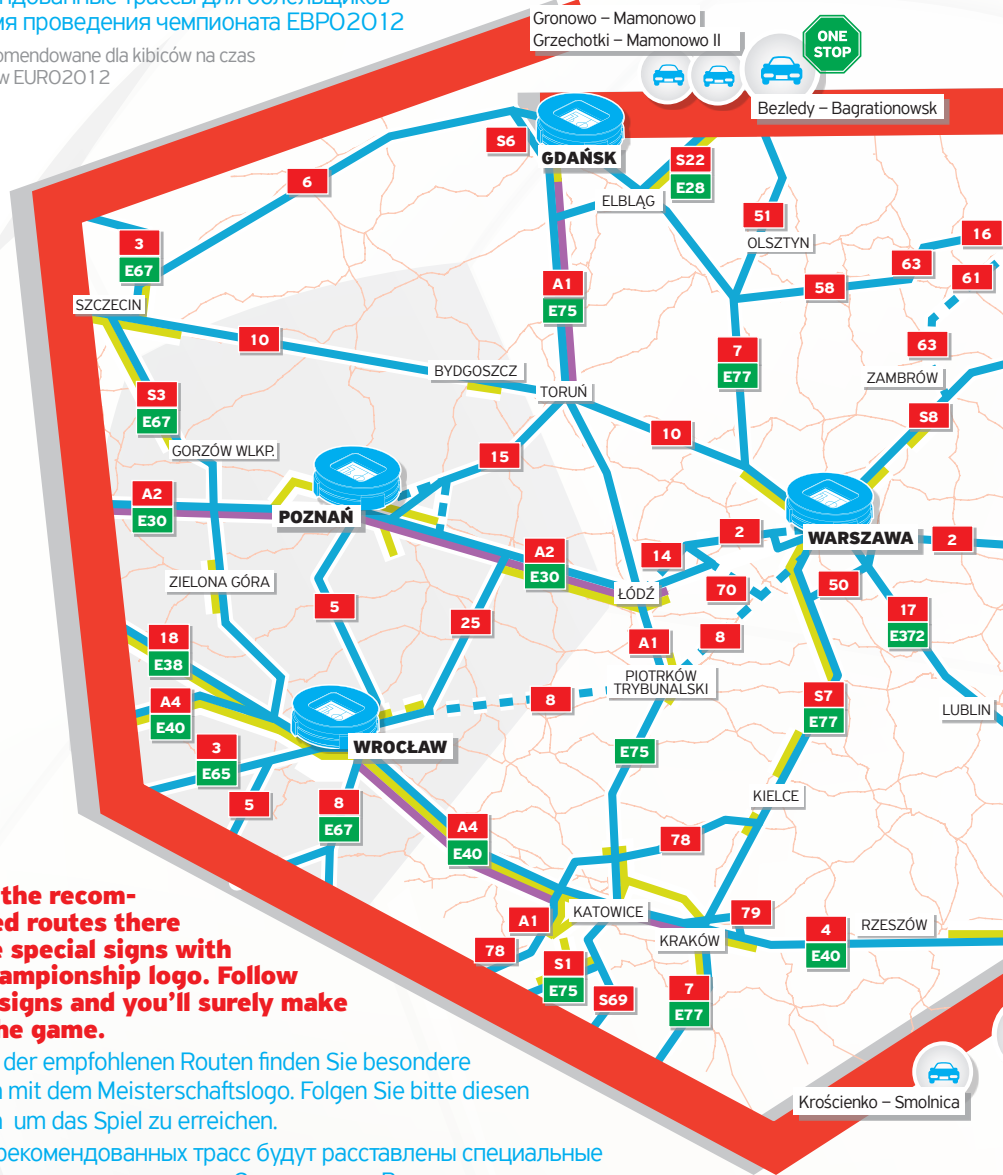 трассы для болельщиков
проведения чемпионата ЕВРО2012
dla kibiców na czas
w EURO2012
Gronowo – Mamonowo
Grzechotki – Mamonowo II
ONE
STOP
Bezledy – Bagrationowsk
S6
GDAŃSK
S22
E28
6
ELBLĄG
51
OLSZTYN
16
3
E67
63
61
A1
E75
58
SZCZECIN
10
7
E77
63
BYDGOSZCZ
ZAMBRÓW
TORUŃ
S3
E67
S8
10
GORZÓW WLKP.
15
A2
E30
POZNAŃ
2
WARSZAWA
2
A2
E30
14
ZIELONA GÓRA
ŁÓDŹ
70
50
5
25
17
E372
18
E38
A1
8
PIOTRKÓW
TRYBUNALSKI
A4
E40
8
S7
E77
LUBLIN
WROCŁAW
3
E65
E75
5
8
E67
KIELCE
A4
E40
78
the recom-
ed routes there
special signs with
ampionship logo. Follow
signs and you’ll surely make
he game.
A1
KATOWICE
79
78
KRAKÓW
4
E40
RZESZÓW
S1
E75
S69
7
E77
der empfohlenen Routen finden Sie besondere
mit dem Meisterschaftslogo. Folgen Sie bitte diesen
um das Spiel zu erreichen.
Krościenko – Smolnica
рекомендованных трасс будут расставлены специальные